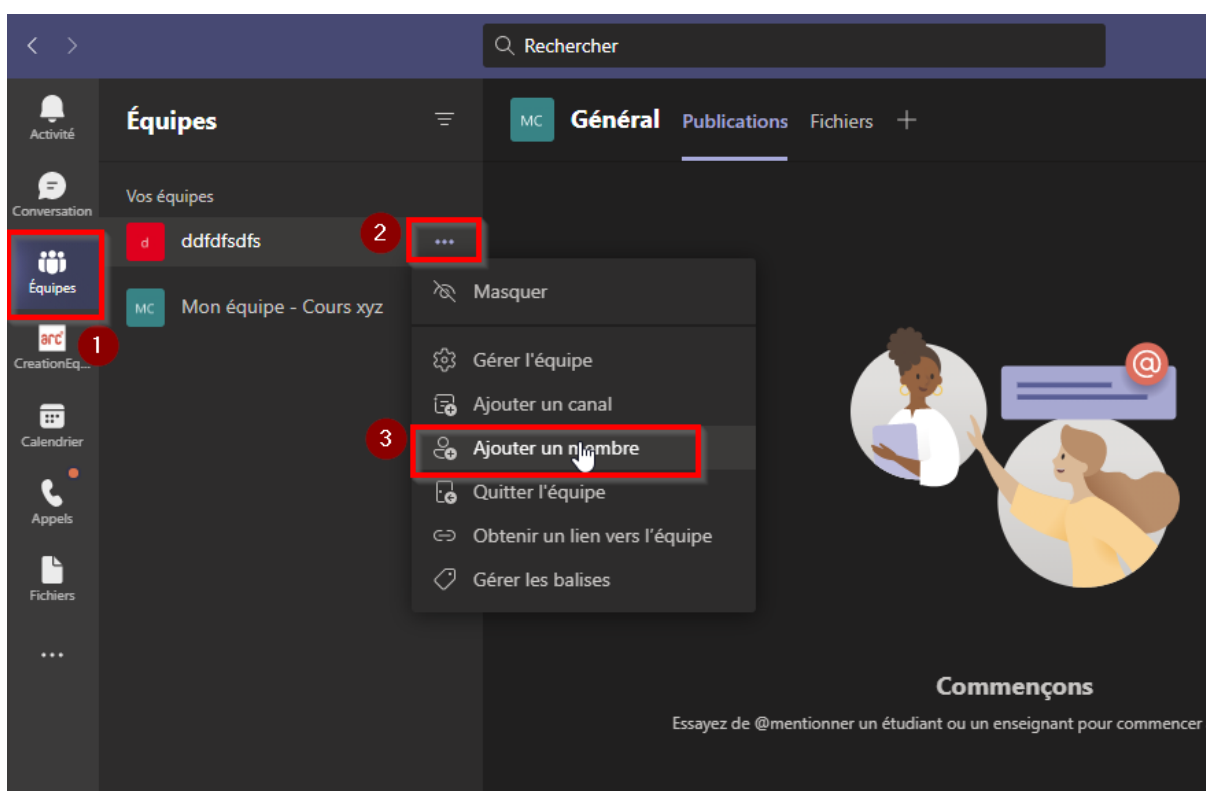 Rechercher
Activité
Équipes
MC
Général
Publications
Fichiers
Conversation
Vos équipes
d
ddfdfsdfs
2
Équipes
Masquer
MC
Mon équipe - Cours xyz
arc
1
CreationEq...
Gérer l'équipe
Ajouter un canal
Calendrier
3
Ajouter un membre
Quitter l'équipe
Appels
Obtenir un lien vers l'équipe
Gérer les balises
Fichiers
@
Commençons
Essayez de @mentionner un étudiant ou un enseignant pour commencer